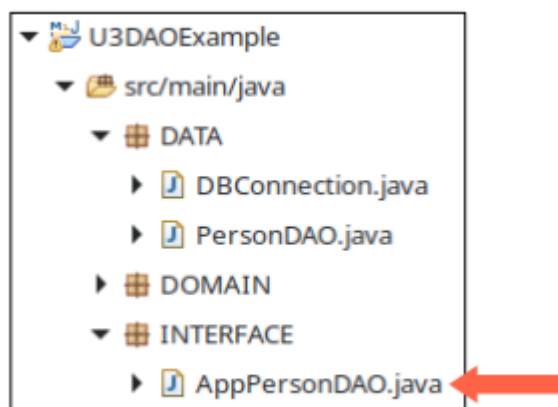 U3DAOExample
src/main/java
DATA
DBConnection.java
PersonDAO.java
DOMAIN
INTERFACE
AppPersonDAO.java